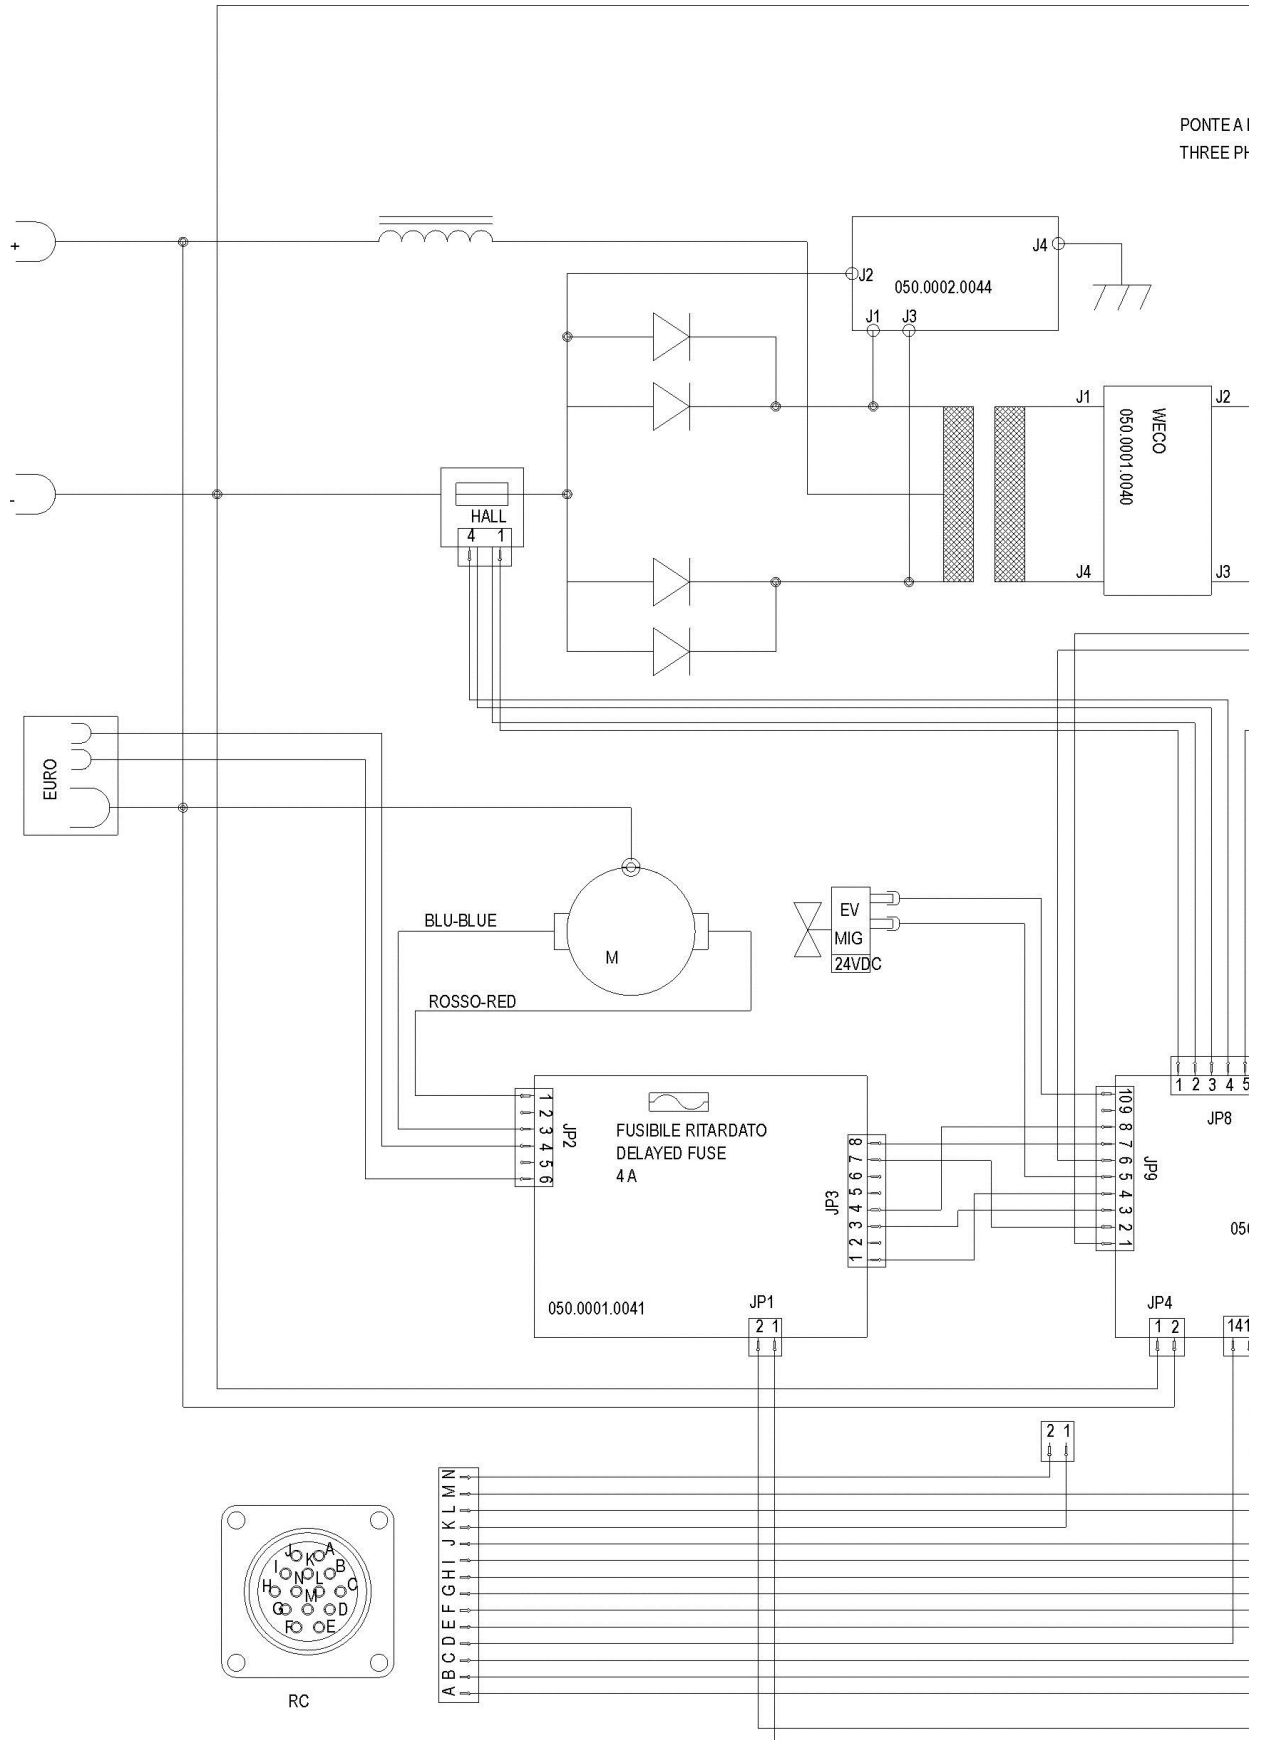 PONTE A
THREE PH
+
J4
J2
050.0002.0044
J1 J3
J1
J2
WECO
050.0001.0040
-
HALL
4 1
J4
J3
EURO
BLU-BLUE
EV
MIG
24VDC
M
ROSSO-RED
1 2 3 4 5
JP8
1 2 3 4 5 6
JP2
FUSIBILE RITARDATO
DELAYED FUSE
4 A
8 7 6 5 4 3 2 1
JP3
10 9 8 7 6 5 4 3 2 1
JP9
050.0001.0041
JP1
2 1
JP4
1 2
141
2 1
N M L K J I H G F E D C B A
J A
K
I B
N L
H C
M
G D
F E
RC